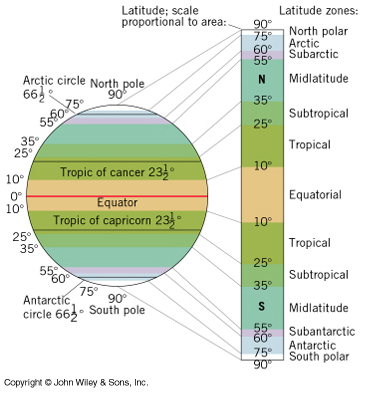 Latitude; scale
proportional to area:
Latitude zones:
90°
75°
60°
55°
N
35°
25°
10°
10°
25°
35°
S
55°
60°
75°
90°
North polar
Arctic
Subarctic
Midlatitude
Subtropical
Tropical
Equatorial
Tropical
Subtropical
Midlatitude
Subantarctic
Antarctic
South polar
Arctic circle
66½°
North pole
90°
75°
60°
55°
35°
25°
10°
0°
10°
25°
35°
55°
60°
75°
90°
South pole
Tropic of cancer 23½°
Equator
Tropic of capricorn 23½°
Antarctic
circle 66½°
Copyright © John Wiley & Sons, Inc.